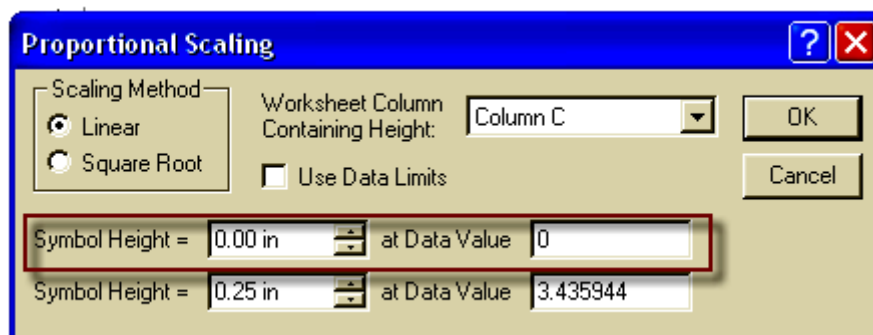 Proportional Scaling
Scaling Method
Linear
Square Root
Worksheet Column
Containing Height:
Column C
Use Data Limits
OK
Cancel
Symbol Height = 0.00 in at Data Value 0
Symbol Height = 0.25 in at Data Value 3.435944